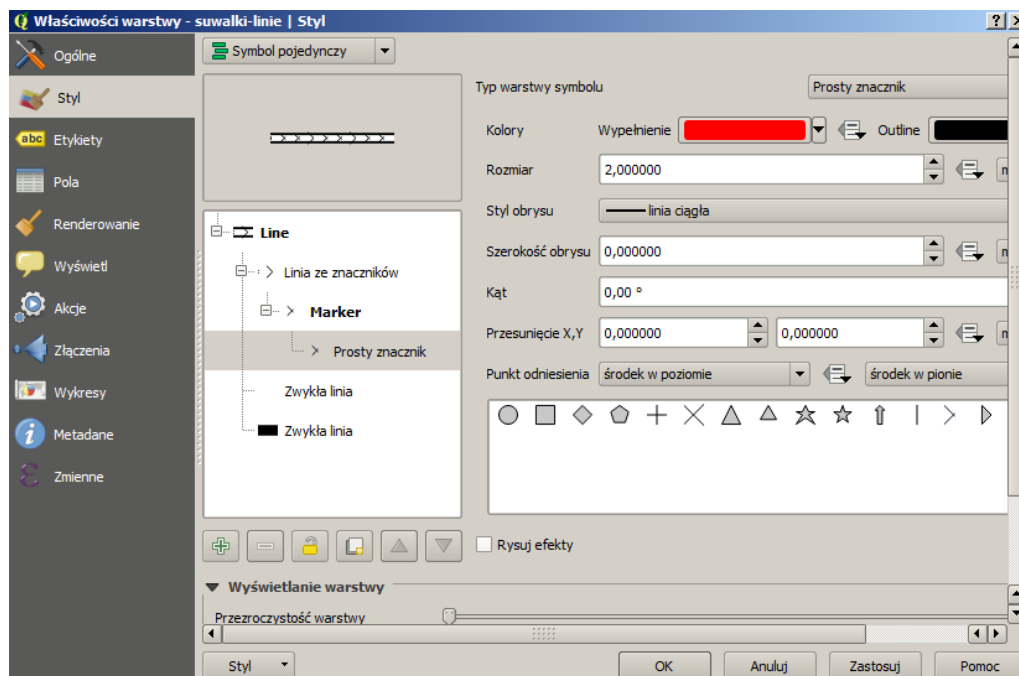 Właściwości warstwy - suwalki-linie | Styl
Ogólne
Styl
abc Etykiety
Pola
Renderowanie
Wyświetl
Akcje
Złączenia
Wykresy
Metadane
Zmienne
Symbol pojedynczy
Line
Linia ze znaczników
Marker
Prosty znacznik
Zwykła linia
Zwykła linia
Typ warstwy symbolu Prosty znacznik
Kolory Wypełnienie Outline
Rozmiar 2,000000
Styl obrysu linia ciągła
Szerokość obrysu 0,000000
Kąt 0,00 °
Przesunięcie X,Y 0,000000 0,000000
Punkt odniesienia środek w poziomie środek w pionie
Rysuj efekty
Wyświetlanie warstwy
Przezroczystość warstwy
Styl OK Anuluj Zastosuj Pomoc